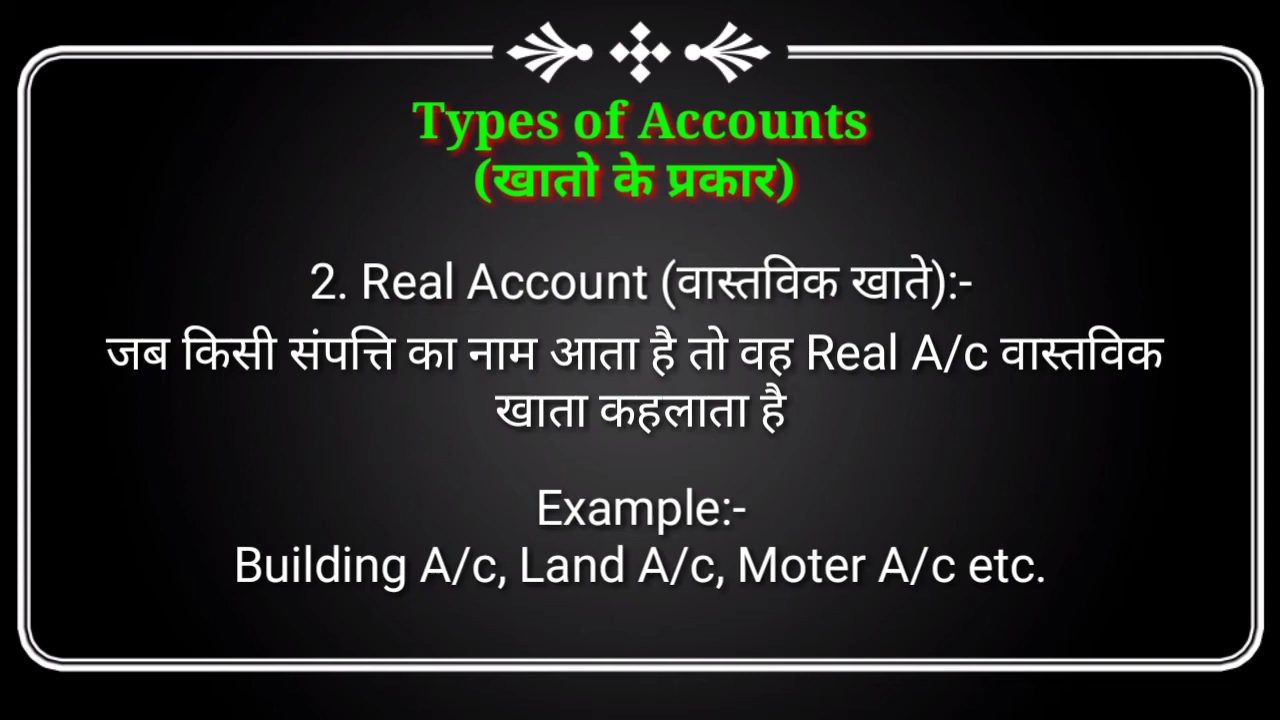 Types of Accounts
(खातो के प्रकार)
2. Real Account (वास्तविक खाते):-
जब किसी संपत्ति का नाम आता है तो वह Real A/c वास्तविक
खाता कहलाता है
Example:-
Building A/c, Land A/c, Moter A/c etc.